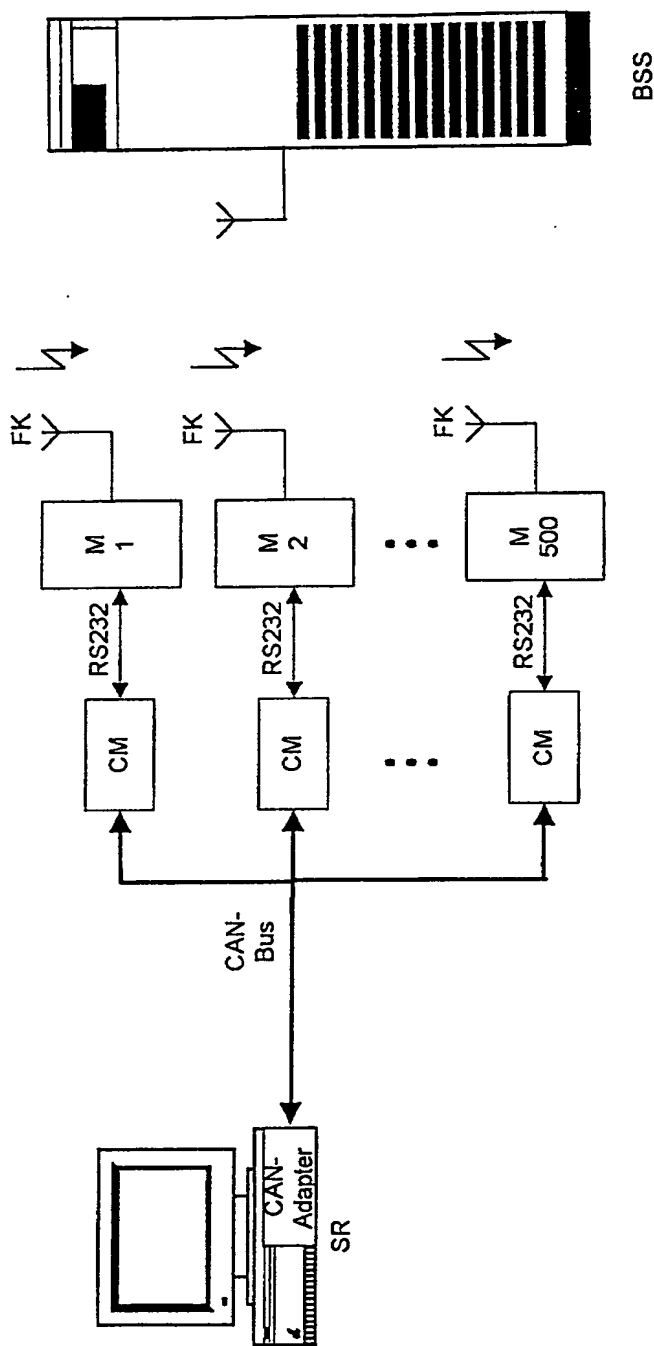 CAN-
Adapter
SR
CAN-
Bus
CM
RS232
M
1
FK
CM
RS232
M
2
FK
CM
RS232
M
500
FK
BSS